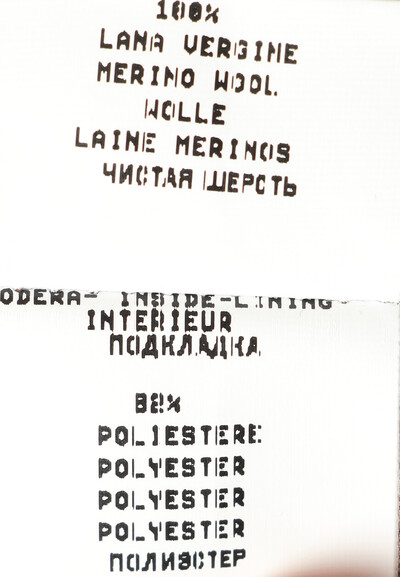 100%
LANA VERGINE
MERINO WOOL
WOLLE
LAINE MERINOS
ЧИСТАЯ ШЕРСТЬ
ODERA- INSIDE-LINING-
INTERIEUR
ПОДКЛАДКА
POLIESTERE
POLYESTER
POLYESTER
POLYESTER
ПОЛИЭСТЕР